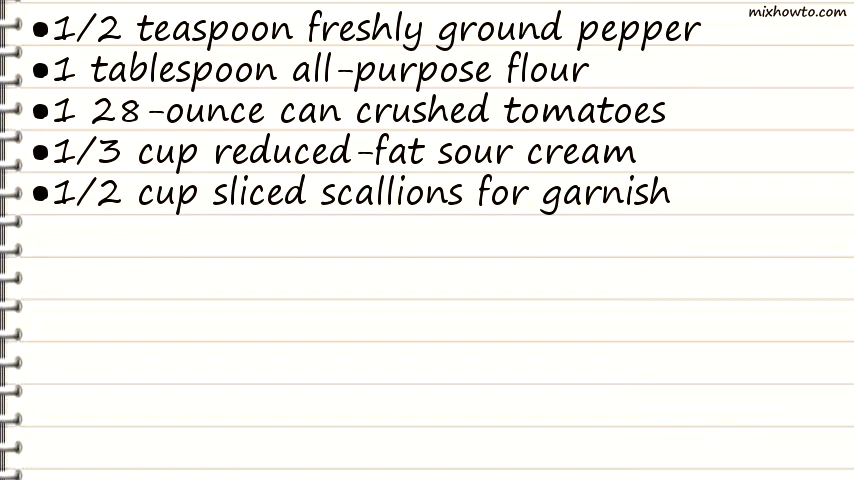 mixhowto.com
•1/2 teaspoon freshly ground pepper
•1 tablespoon all-purpose flour
•1 28-ounce can crushed tomatoes
•1/3 cup reduced-fat sour cream
•1/2 cup sliced scallions for garnish